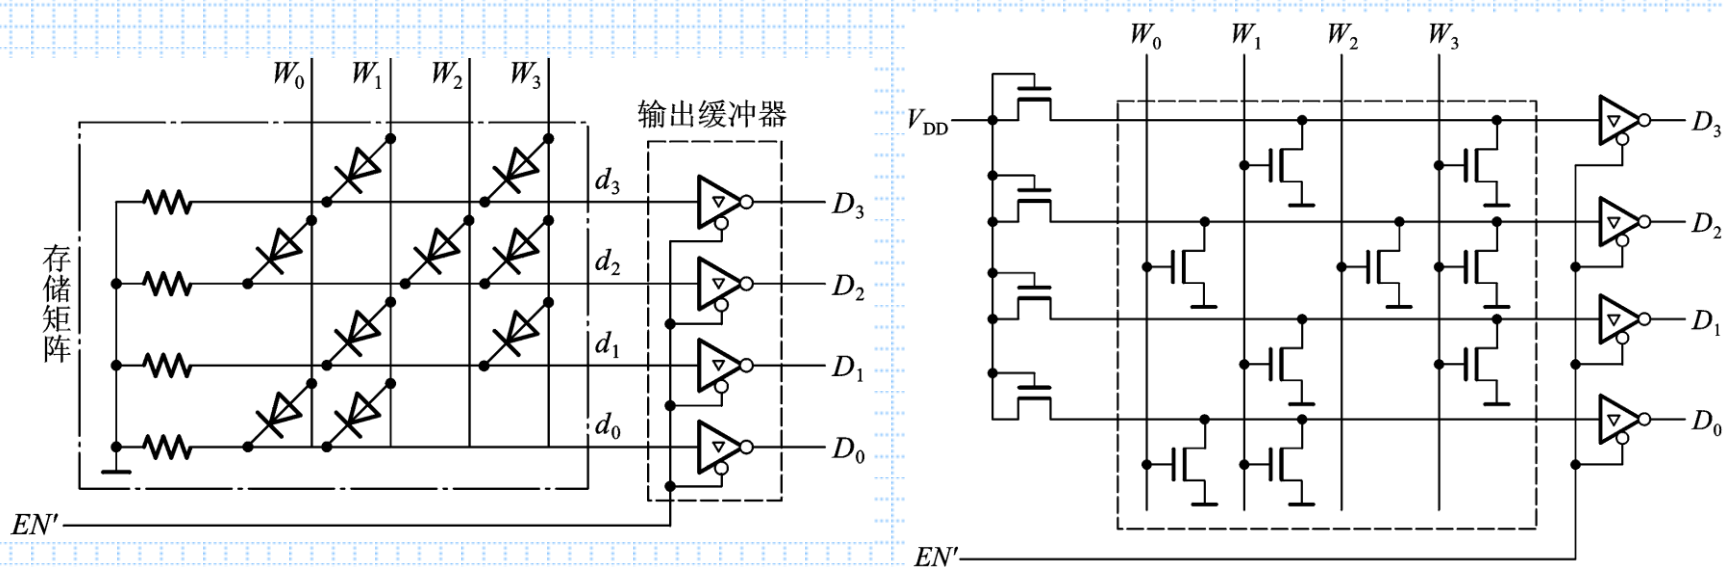 W0 W1 W2 W3
输出缓冲器
存储矩阵
d3
D3
d2
D2
d1
D1
d0
D0
EN′
W0 W1 W2 W3
VDD
D3
D2
D1
D0
EN′